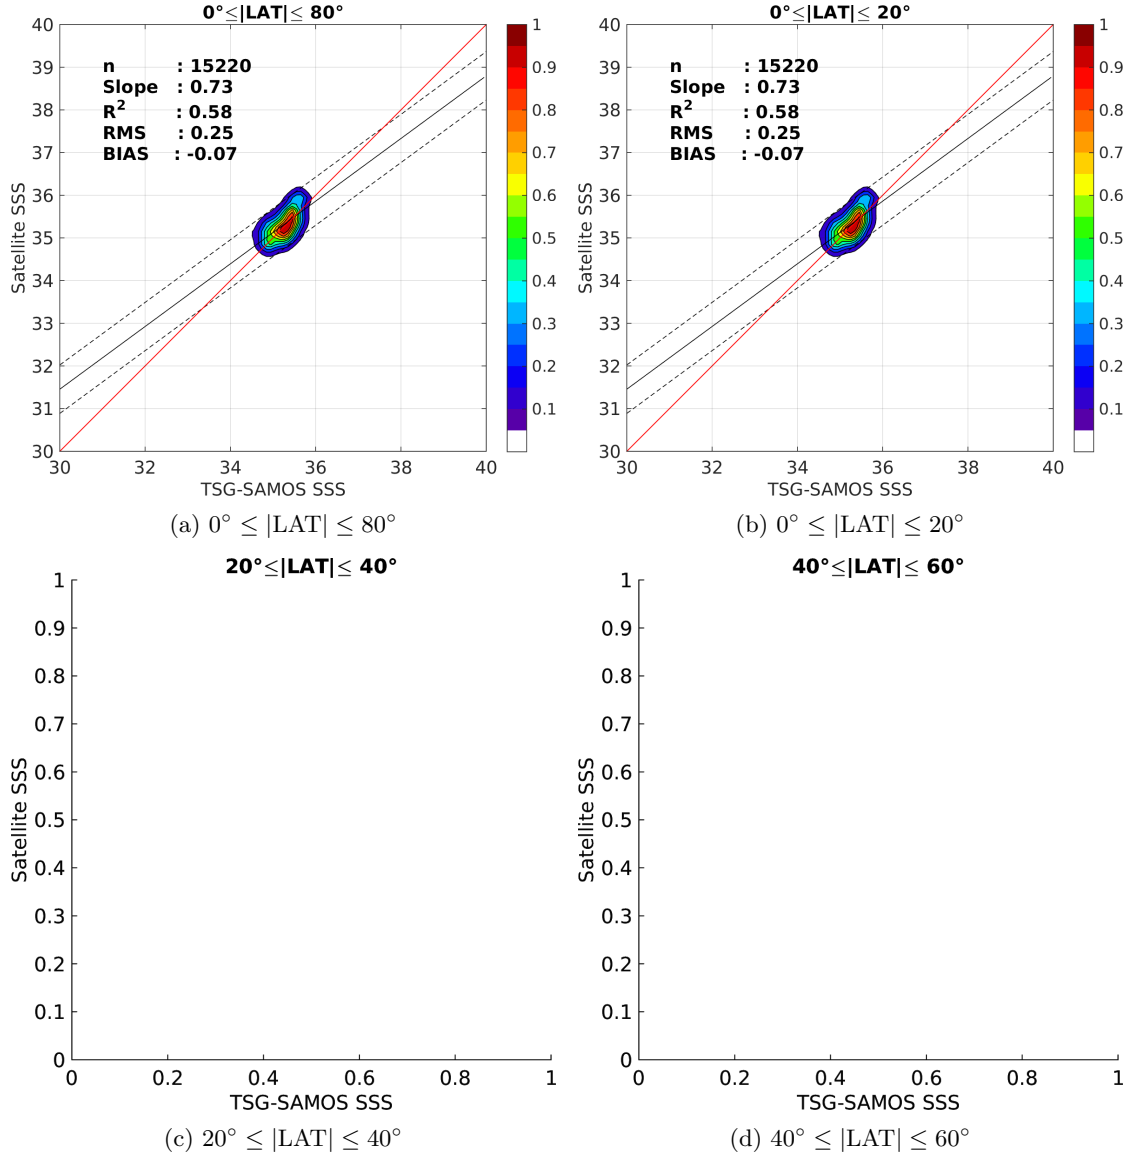 0°≤|LAT|≤ 80°
40
39
38
37
36
35
34
33
32
31
30
n : 15220
Slope : 0.73
R² : 0.58
RMS : 0.25
BIAS : -0.07
Satellite SSS
30 32 34 36 38 40
TSG-SAMOS SSS
1
0.9
0.8
0.7
0.6
0.5
0.4
0.3
0.2
0.1
(a) 0° ≤ |LAT| ≤ 80°
0°≤|LAT|≤ 20°
40
39
38
37
36
35
34
33
32
31
30
n : 15220
Slope : 0.73
R² : 0.58
RMS : 0.25
BIAS : -0.07
Satellite SSS
30 32 34 36 38 40
TSG-SAMOS SSS
1
0.9
0.8
0.7
0.6
0.5
0.4
0.3
0.2
0.1
(b) 0° ≤ |LAT| ≤ 20°
20°≤|LAT|≤ 40°
1
0.9
0.8
0.7
0.6
0.5
0.4
0.3
0.2
0.1
0
Satellite SSS
0 0.2 0.4 0.6 0.8 1
TSG-SAMOS SSS
(c) 20° ≤ |LAT| ≤ 40°
40°≤|LAT|≤ 60°
1
0.9
0.8
0.7
0.6
0.5
0.4
0.3
0.2
0.1
0
Satellite SSS
0 0.2 0.4 0.6 0.8 1
TSG-SAMOS SSS
(d) 40° ≤ |LAT| ≤ 60°